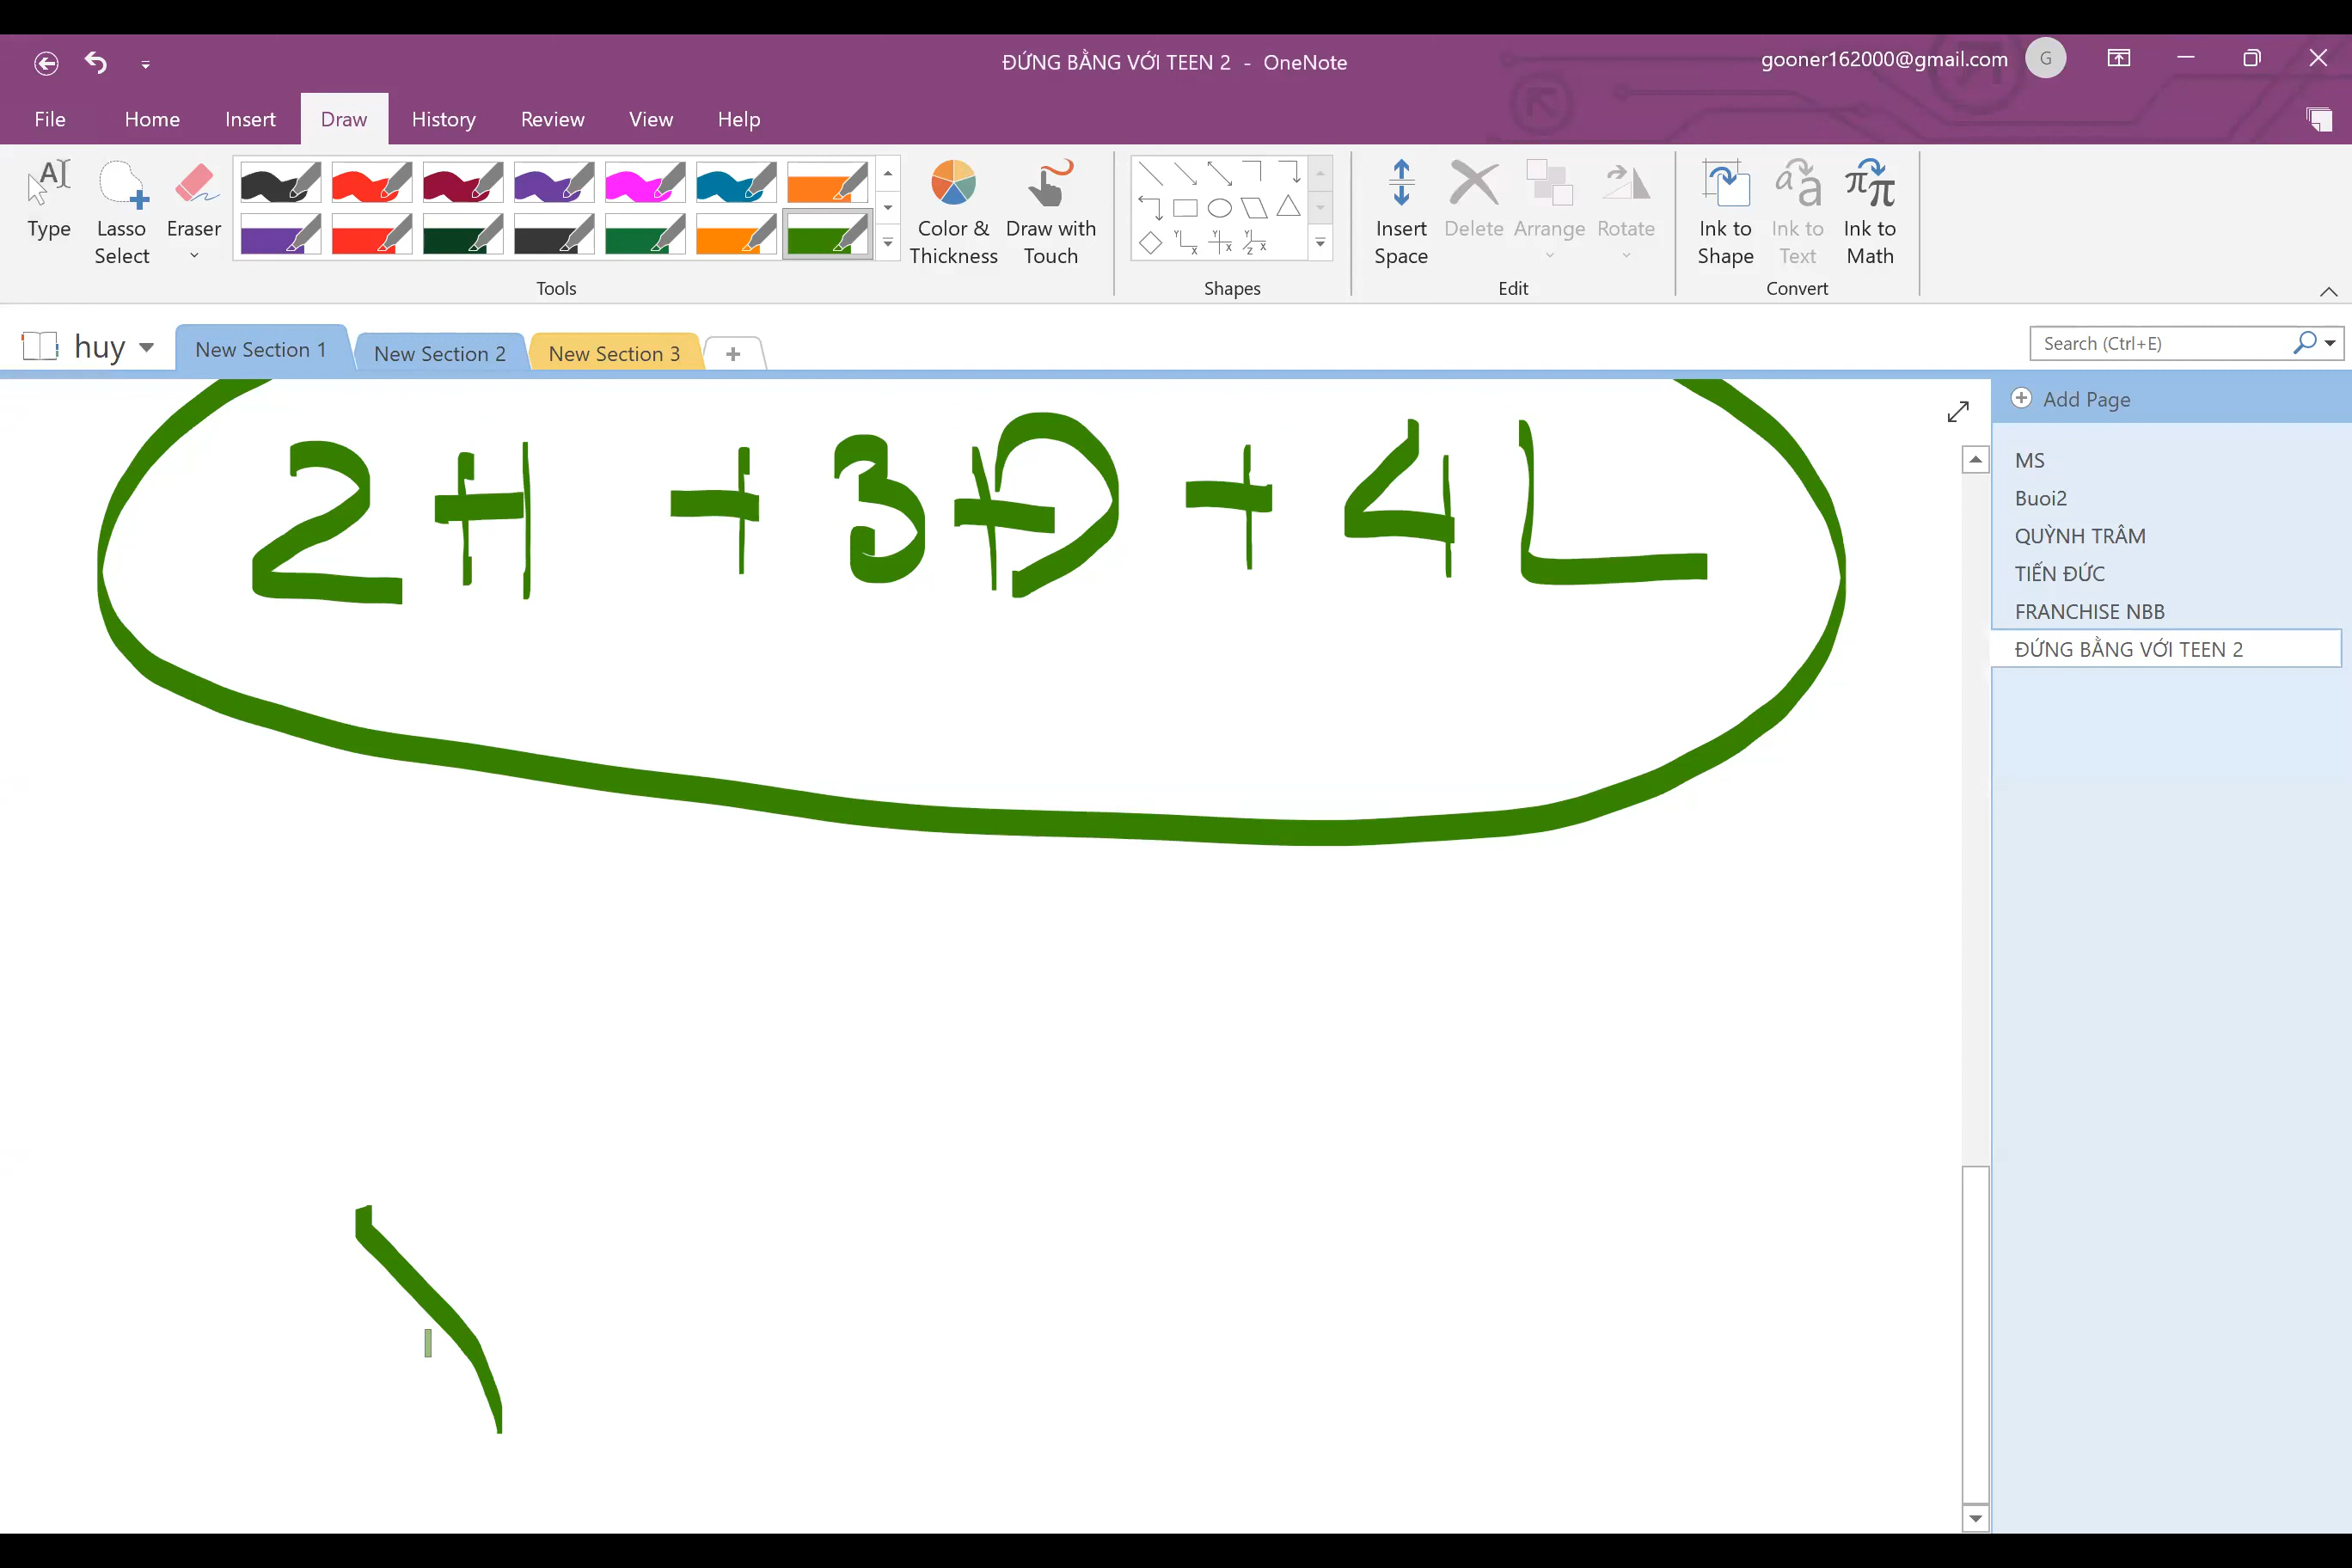 ĐỨNG BẰNG VỚI TEEN 2 - OneNote
gooner162000@gmail.com G
File Home Insert Draw History Review View Help
Type
Lasso Select
Eraser
Color & Thickness
Draw with Touch
Tools
Shapes
Insert Space
Delete
Arrange
Rotate
Edit
Ink to Shape
Ink to Text
Ink to Math
Convert
huy New Section 1 New Section 2 New Section 3 +
Search (Ctrl+E)
Add Page
MS
Buoi2
QUỲNH TRÂM
TIẾN ĐỨC
FRANCHISE NBB
ĐỨNG BẰNG VỚI TEEN 2
2H + 3Đ + 4L